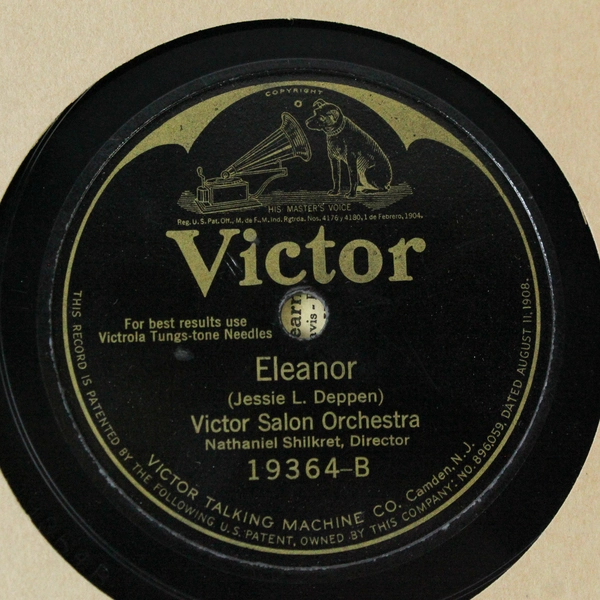 COPYRIGHT
HIS MASTER'S VOICE
Reg. U.S. Pat. Off., M. de F., M. Ind. Rgtrda. Nos. 4176 y 4180, 1 de Febrero, 1904.
Victor
For best results use
Victrola Tungs-tone Needles
Eleanor
(Jessie L. Deppen)
Victor Salon Orchestra
Nathaniel Shilkret, Director
19364-B
VICTOR TALKING MACHINE CO. Camden, N.J.
THIS RECORD IS PATENTED BY THE FOLLOWING U.S. PATENT, OWNED BY THIS COMPANY: NO. 896,059, DATED AUGUST 11, 1908.